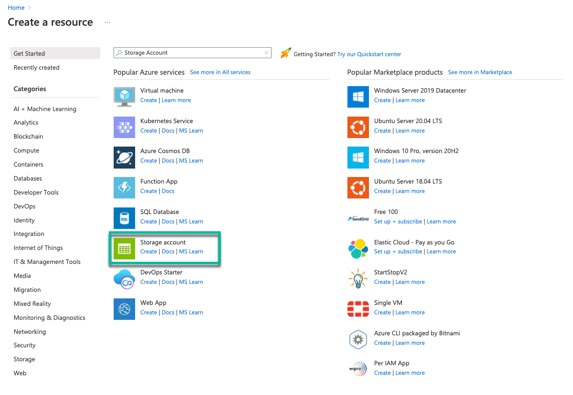 Home >
Create a resource ...
Get Started
Recently created
Categories
AI + Machine Learning
Analytics
Blockchain
Compute
Containers
Databases
Developer Tools
DevOps
Identity
Integration
Internet of Things
IT & Management Tools
Media
Migration
Mixed Reality
Monitoring & Diagnostics
Networking
Security
Storage
Web
Storage Account
Getting Started? Try our Quickstart center
Popular Azure services See more in All services
Virtual machine
Create | Learn more
Kubernetes Service
Create | Docs | MS Learn
Azure Cosmos DB
Create | Docs | MS Learn
Function App
Create | Docs
SQL
SQL Database
Create | Docs | MS Learn
Storage account
Create | Docs | MS Learn
DevOps Starter
Create | Docs | MS Learn
Web App
Create | Docs | MS Learn
Popular Marketplace products See more in Marketplace
Windows Server 2019 Datacenter
Create | Learn more
Ubuntu Server 20.04 LTS
Create | Learn more
Windows 10 Pro, version 20H2
Create | Learn more
Ubuntu Server 18.04 LTS
Create | Learn more
SendGrid
Free 100
Set up + subscribe | Learn more
Elastic Cloud - Pay as you Go
Set up + subscribe | Learn more
StartStopV2
Create | Learn more
Single VM
Create | Learn more
Azure CLI packaged by Bitnami
Create | Learn more
wipro
Per IAM App
Create | Learn more